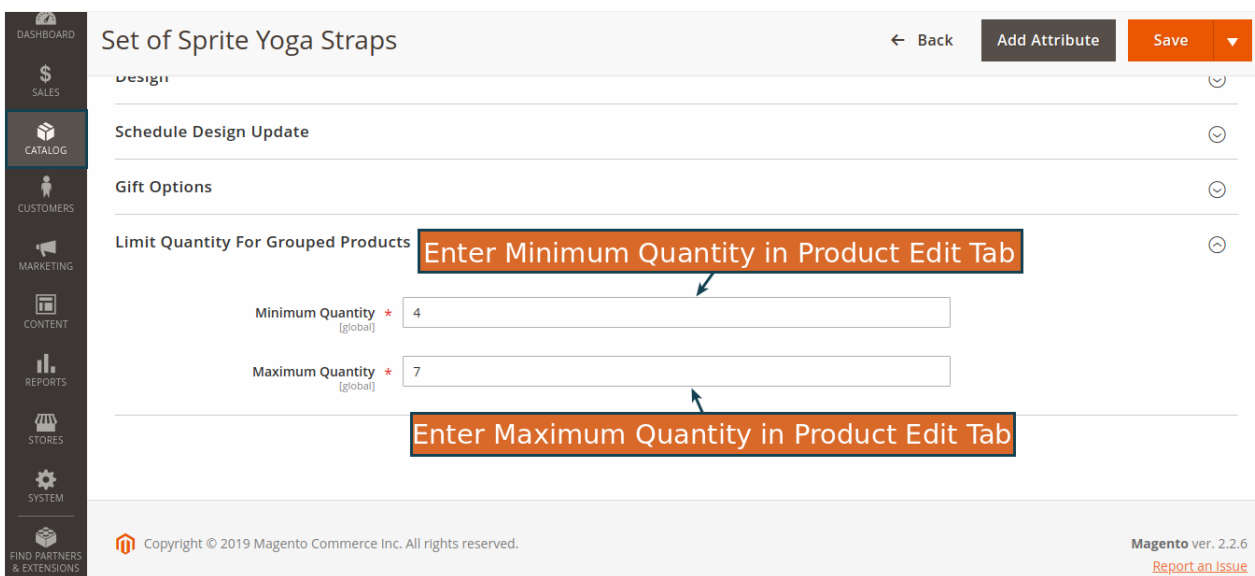 DASHBOARD
Set of Sprite Yoga Straps
← Back
Add Attribute
Save
SALES
Design
CATALOG
Schedule Design Update
CUSTOMERS
Gift Options
MARKETING
Limit Quantity For Grouped Products
Enter Minimum Quantity in Product Edit Tab
CONTENT
Minimum Quantity * 4
[global]
REPORTS
Maximum Quantity * 7
[global]
STORES
Enter Maximum Quantity in Product Edit Tab
SYSTEM
FIND PARTNERS
& EXTENSIONS
Copyright © 2019 Magento Commerce Inc. All rights reserved.
Magento ver. 2.2.6
Report an Issue